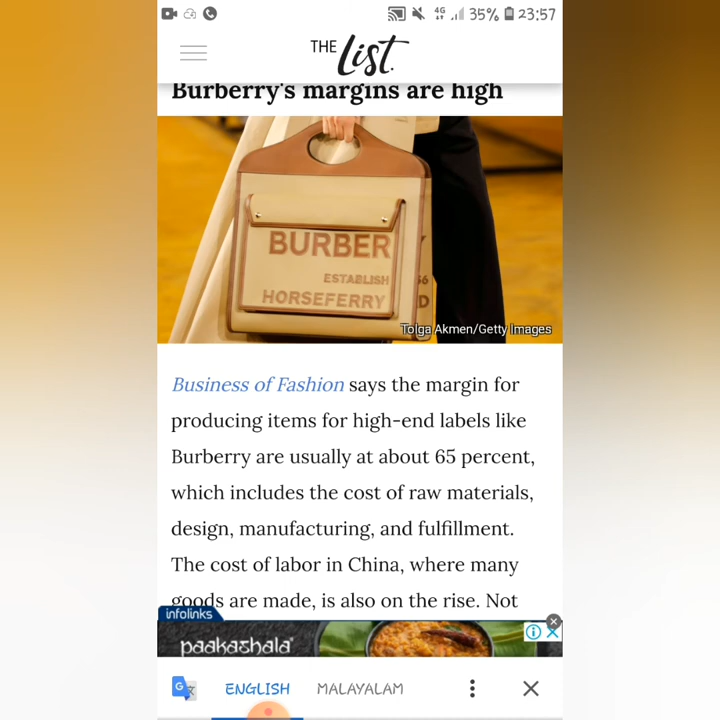 4G 35% 23:57
THE List.
Burberry's margins are high
BURBER Y
ESTABLISH 56
HORSEFERRY D
Tolga Akmen/Getty Images
Business of Fashion says the margin for
producing items for high-end labels like
Burberry are usually at about 65 percent,
which includes the cost of raw materials,
design, manufacturing, and fulfillment.
The cost of labor in China, where many
goods are made, is also on the rise. Not
infolinks
paakashala
ENGLISH MALAYALAM